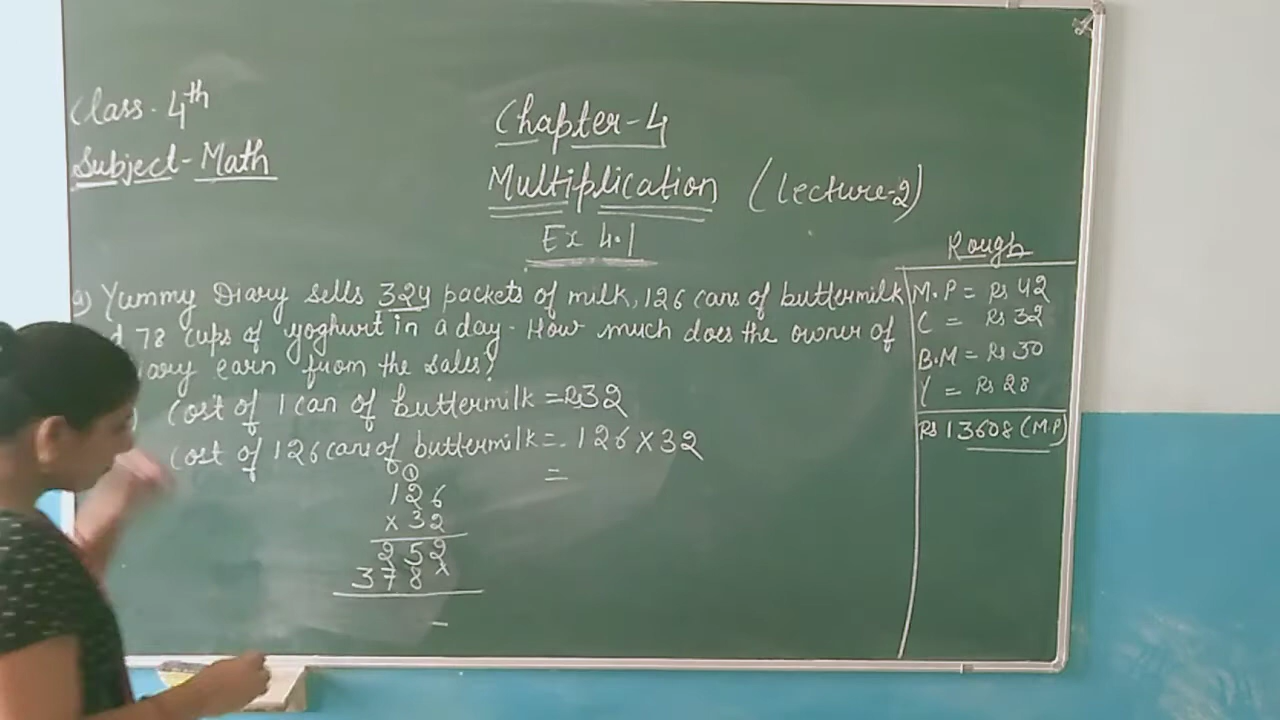 Class- 4th
Subject- Math
Chapter-4
Multiplication (Lecture-2)
Ex 4.1
Yummy Diary sells 324 packets of milk, 126 cans of buttermilk
78 cups of yoghurt in a day. How much does the owner of
earn from the sales?
Cost of 1 can of buttermilk = Rs 32
Cost of 126 cans of buttermilk = 126 × 32
=
1
126
× 32
252
378×
Rough
M.P = Rs 42
C = Rs 32
B.M = Rs 30
Y = Rs 28
Rs 13608 (M.P)